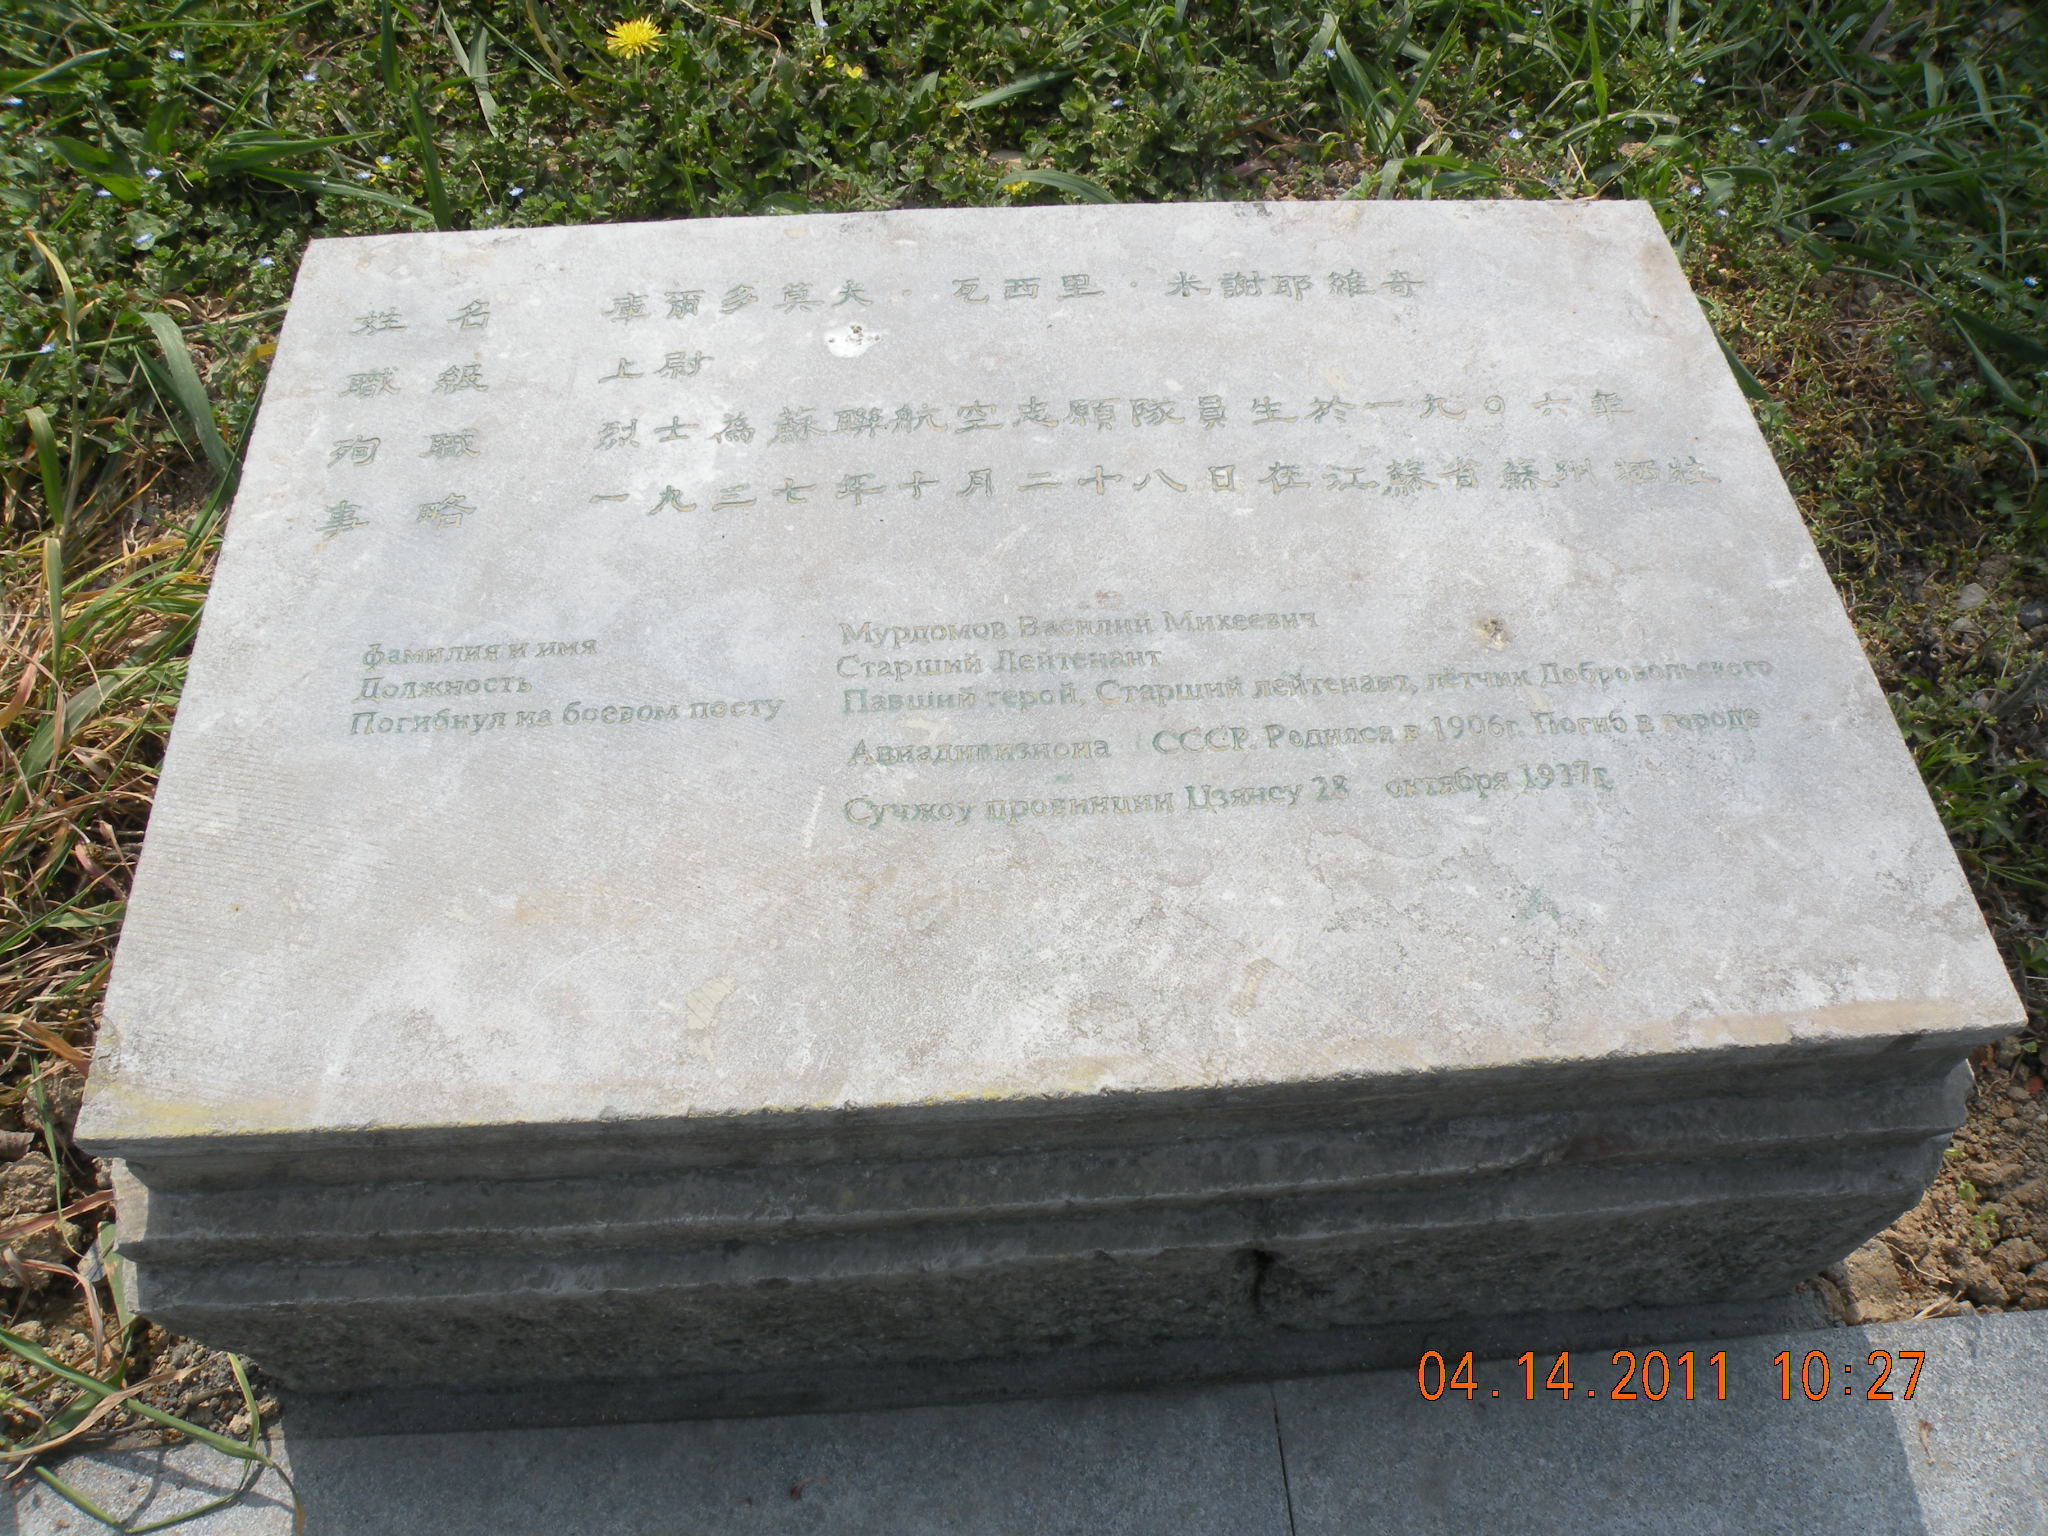 姓名 庫爾多莫夫·瓦西里·米謝耶維奇
職級 上尉
殉職 烈士為蘇聯航空志願隊員生於一九〇六年
事略 一九三七年十月二十八日在江蘇省蘇州犧牲
фамилия и имя Мурдомов Василий Михеевич
Должность Старший Лейтенант
Погибнул на боевом посту Павший герой, Старший лейтенант, лётчик Добровольского
Авиадивизиона СССР. Родился в 1906г. Погиб в городе
Сучжоу провинции Цзянсу 28 октября 1937г.
04.14.2011 10:27